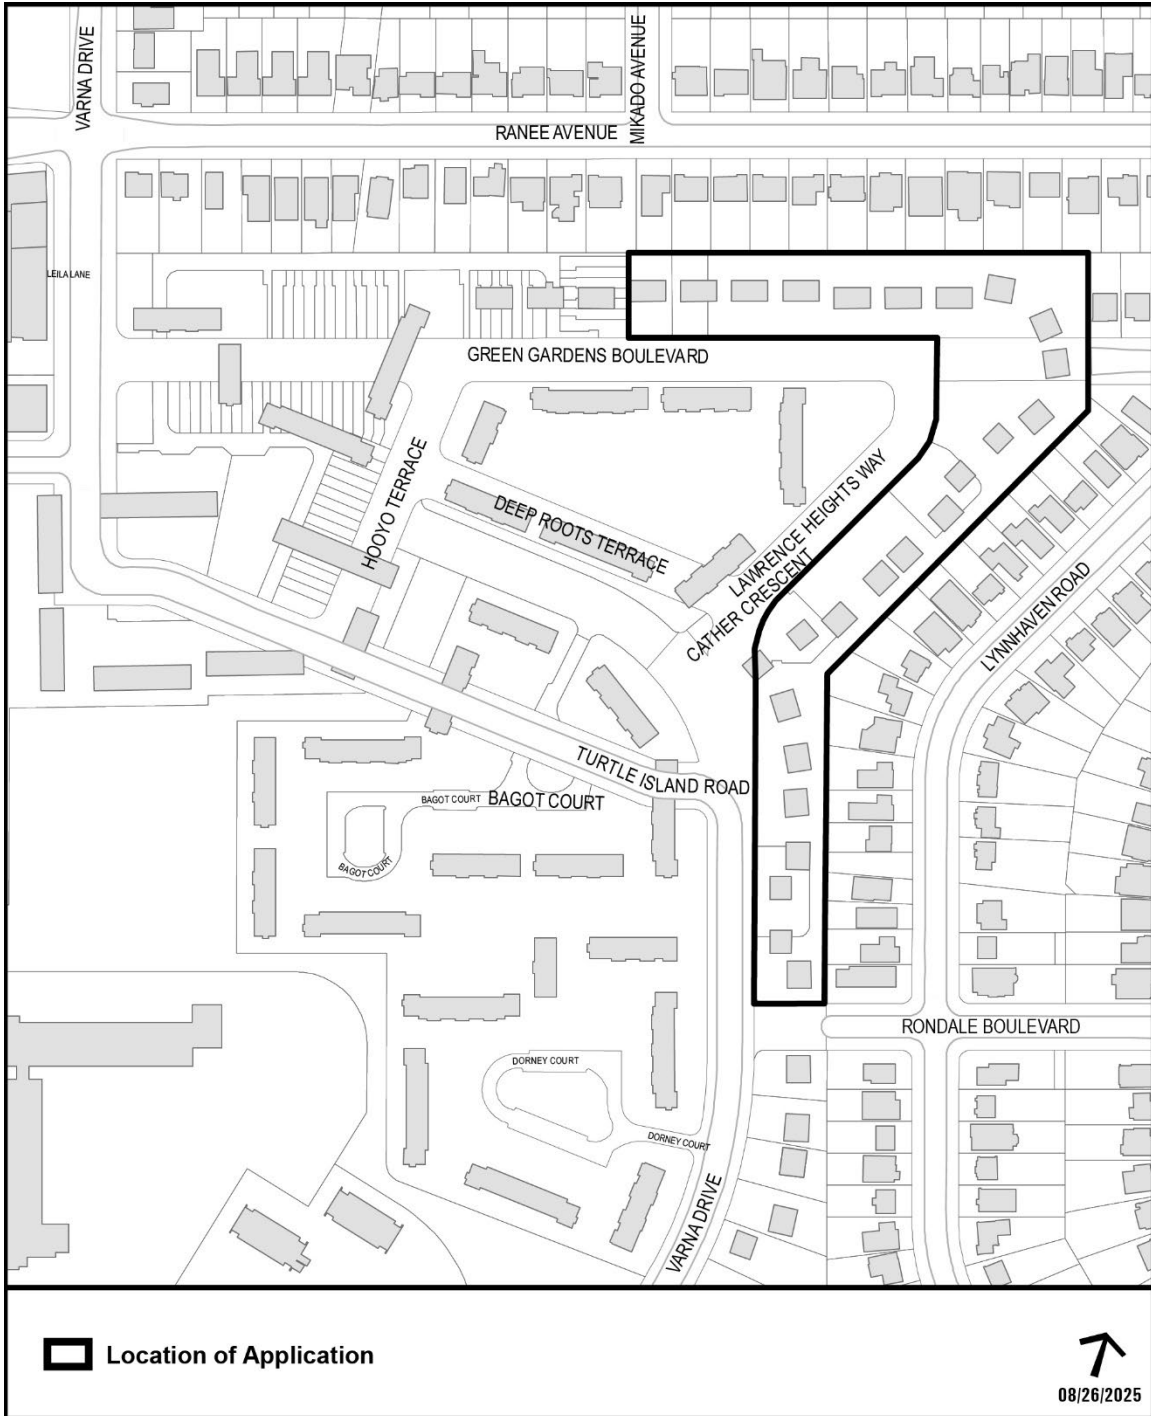 VARNA DRIVE
MIKADO AVENUE
RANEE AVENUE
LEILA LANE
GREEN GARDENS BOULEVARD
HOOYO TERRACE
DEEP ROOTS TERRACE
LAWRENCE HEIGHTS WAY
CATHER CRESCENT
LYNNHAVEN ROAD
TURTLE ISLAND ROAD
BAGOT COURT
BAGOT COURT
BAGOT COURT
RONDALE BOULEVARD
DORNEY COURT
DORNEY COURT
VARNA DRIVE
Location of Application
08/26/2025